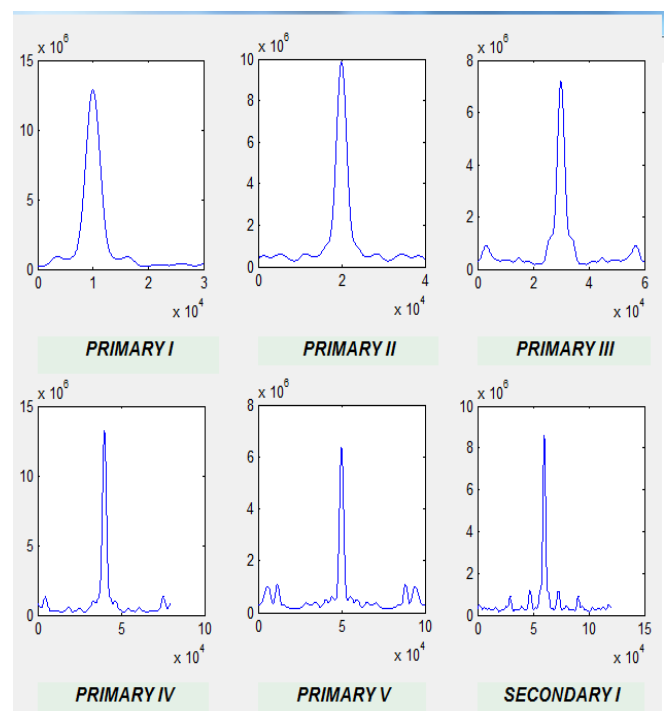 x 10^6
15
10
5
0
0 1 2 3
x 10^4
PRIMARY I
x 10^6
10
8
6
4
2
0
0 2 4
x 10^4
PRIMARY II
x 10^6
8
6
4
2
0
0 2 4 6
x 10^4
PRIMARY III
x 10^6
15
10
5
0
0 5 10
x 10^4
PRIMARY IV
x 10^6
8
6
4
2
0
0 5 10
x 10^4
PRIMARY V
x 10^6
10
8
6
4
2
0
0 5 10 15
x 10^4
SECONDARY I